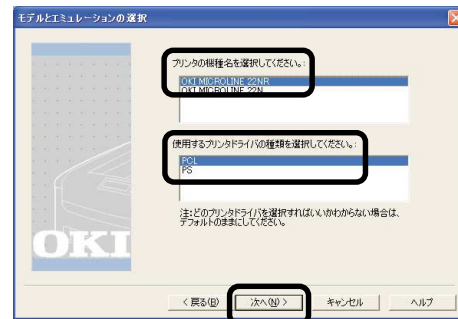 モデルとエミュレーションの選択
プリンタの機種名を選択してください。:
OKI MICROLINE 22NR
OKI MICROLINE 22N
使用するプリンタドライバの種類を選択してください。:
PCL
PS
注:どのプリンタドライバを選択すればいいかわからない場合は、
デフォルトのままにしてください。
OKI
< 戻る(B)
次へ(N) >
キャンセル
ヘルプ